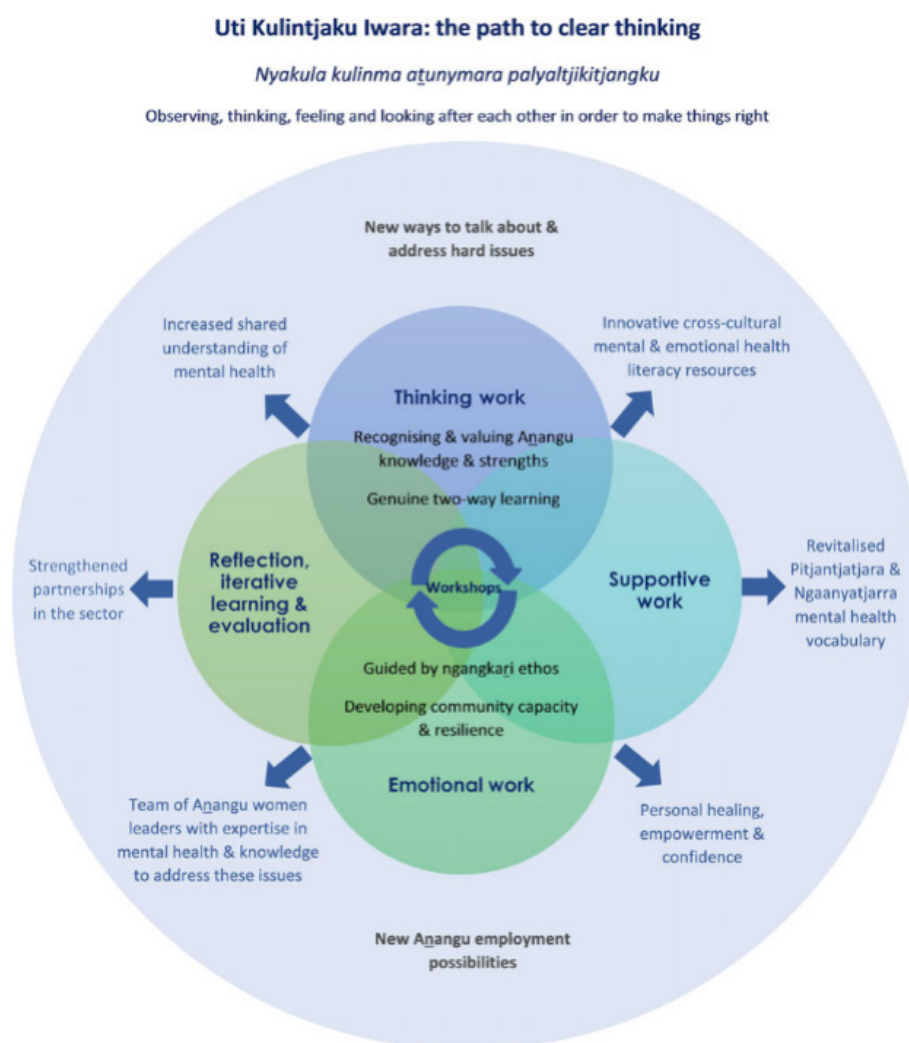 Uti Kulintjaku Iwara: the path to clear thinking
Nyakula kulinma aṯunymara palyaltjikitjangku
Observing, thinking, feeling and looking after each other in order to make things right
New ways to talk about &
address hard issues
Increased shared
understanding of
mental health
Innovative cross-cultural
mental & emotional health
literacy resources
Thinking work
Recognising & valuing Aṉangu
knowledge & strengths
Genuine two-way learning
Strengthened
partnerships
in the sector
Reflection,
iterative
learning &
evaluation
Workshops
Supportive
work
Revitalised
Pitjantjatjara &
Ngaanyatjarra
mental health
vocabulary
Guided by ngangkaṟi ethos
Developing community capacity
& resilience
Emotional work
Team of Aṉangu women
leaders with expertise in
mental health & knowledge
to address these issues
Personal healing,
empowerment &
confidence
New Aṉangu employment
possibilities